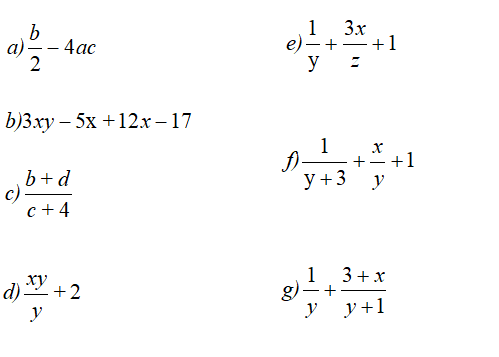 a) b/2 – 4ac
b)3xy – 5x +12x – 17
c) (b + d)/(c + 4)
d) xy/y + 2
e) 1/y + 3x/z + 1
f) 1/(y + 3) + x/y + 1
g) 1/y + (3 + x)/(y + 1)